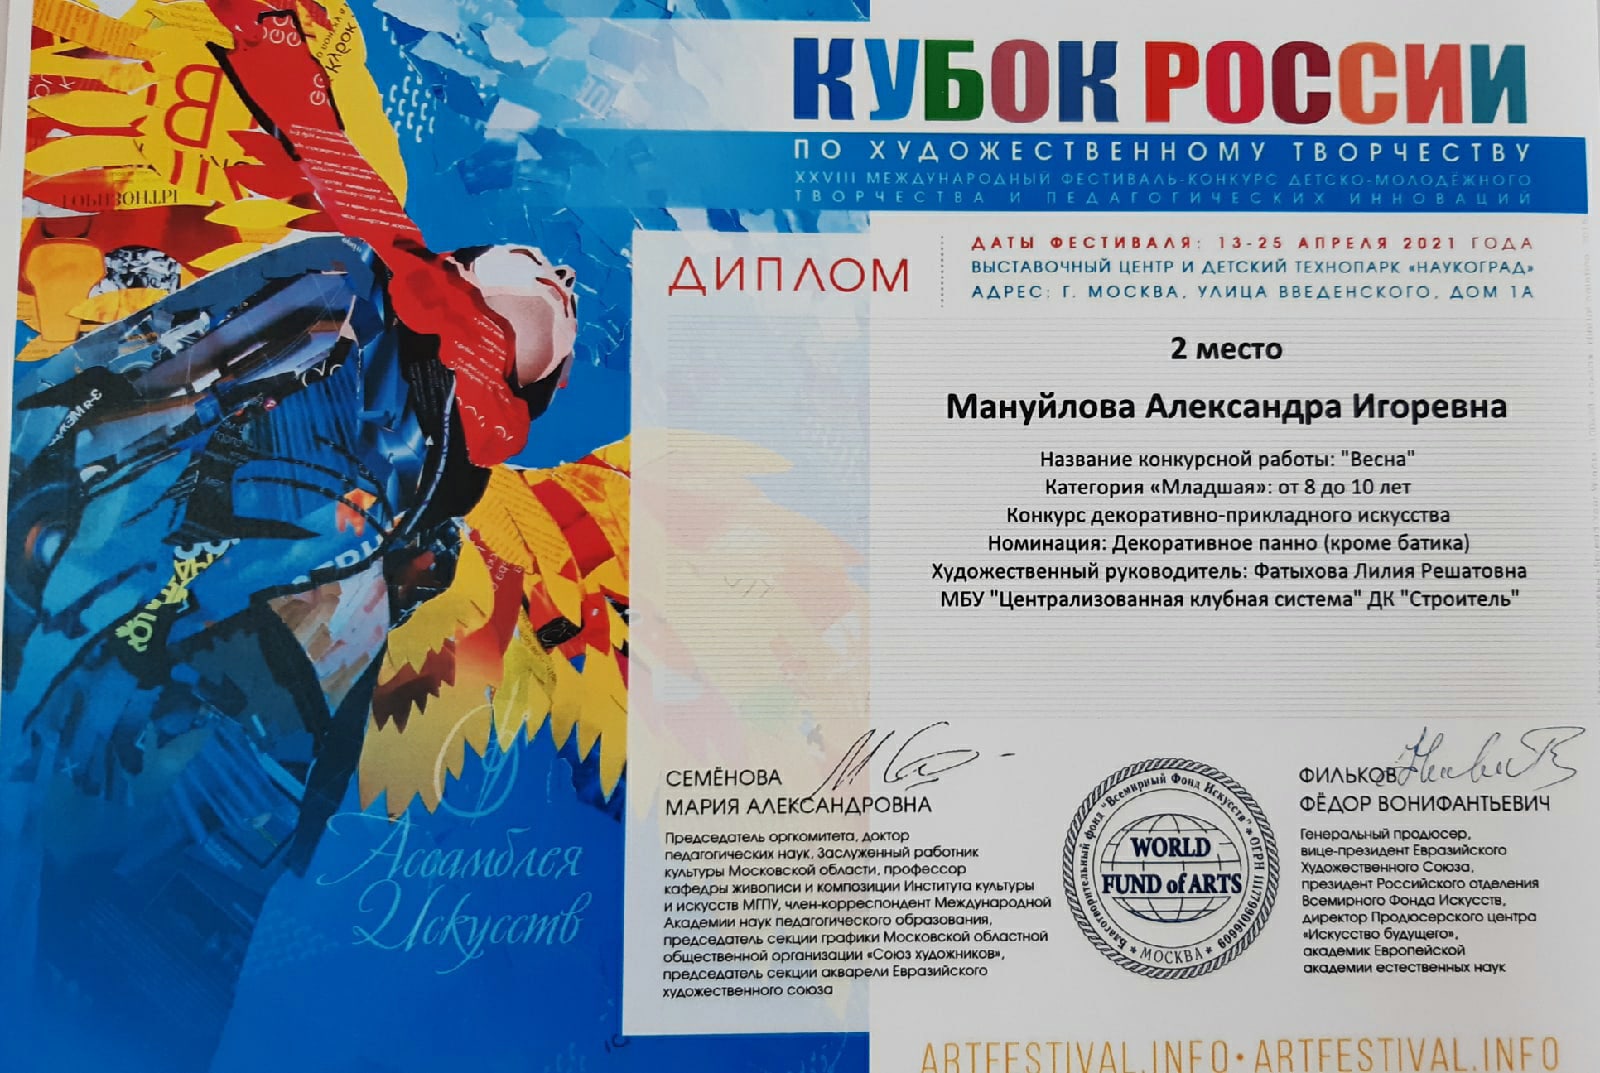 КУБОК РОССИИ
ПО ХУДОЖЕСТВЕННОМУ ТВОРЧЕСТВУ
XXVIII МЕЖДУНАРОДНЫЙ ФЕСТИВАЛЬ-КОНКУРС ДЕТСКО-МОЛОДЁЖНОГО
ТВОРЧЕСТВА И ПЕДАГОГИЧЕСКИХ ИННОВАЦИЙ
ДИПЛОМ
ДАТЫ ФЕСТИВАЛЯ: 13-25 АПРЕЛЯ 2021 ГОДА
ВЫСТАВОЧНЫЙ ЦЕНТР И ДЕТСКИЙ ТЕХНОПАРК «НАУКОГРАД»
АДРЕС: Г. МОСКВА, УЛИЦА ВВЕДЕНСКОГО, ДОМ 1А
2 место
Мануйлова Александра Игоревна
Название конкурсной работы: "Весна"
Категория «Младшая»: от 8 до 10 лет
Конкурс декоративно-прикладного искусства
Номинация: Декоративное панно (кроме батика)
Художественный руководитель: Фатыхова Лилия Решатовна
МБУ "Централизованная клубная система" ДК "Строитель"
СЕМЁНОВА
МАРИЯ АЛЕКСАНДРОВНА
Председатель оргкомитета, доктор
педагогических наук, Заслуженный работник
культуры Московской области, профессор
кафедры живописи и композиции Института культуры
и искусств МГПУ, член-корреспондент Международной
Академии наук педагогического образования,
председатель секции графики Московской областной
общественной организации «Союз художников»,
председатель секции акварели Евразийского
художественного союза
Благотворительный фонд "Всемирный Фонд Искусств" * ОГРН 1117799016609
WORLD
FUND of ARTS
* МОСКВА *
ФИЛЬКОВ
ФЁДОР ВОНИФАНТЬЕВИЧ
Генеральный продюсер,
вице-президент Евразийского
Художественного Союза,
президент Российского отделения
Всемирного Фонда Искусств,
директор Продюсерского центра
«Искусство будущего»,
академик Европейской
академии естественных наук
Ассамблея
Искусств
ARTFESTIVAL.INFO • ARTFESTIVAL.INFO